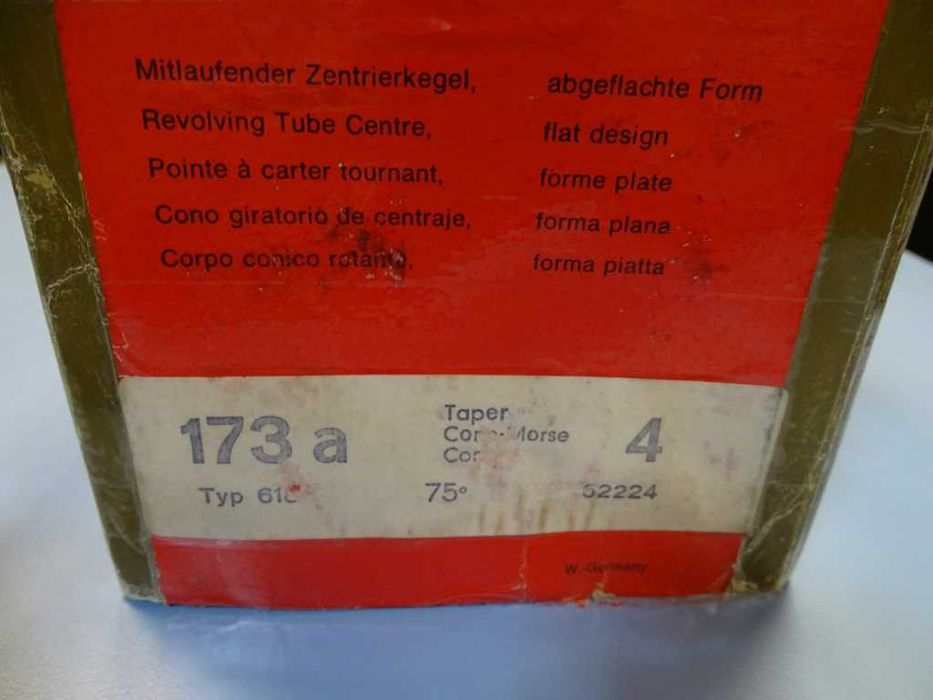 Mitlaufender Zentrierkegel, abgeflachte Form
Revolving Tube Centre, flat design
Pointe à carter tournant, forme plate
Cono giratorio de centraje, forma plana
Corpo conico rotante, forma piatta
173 a Taper 4
-Morse
Typ 75° 52224
W.-Germany